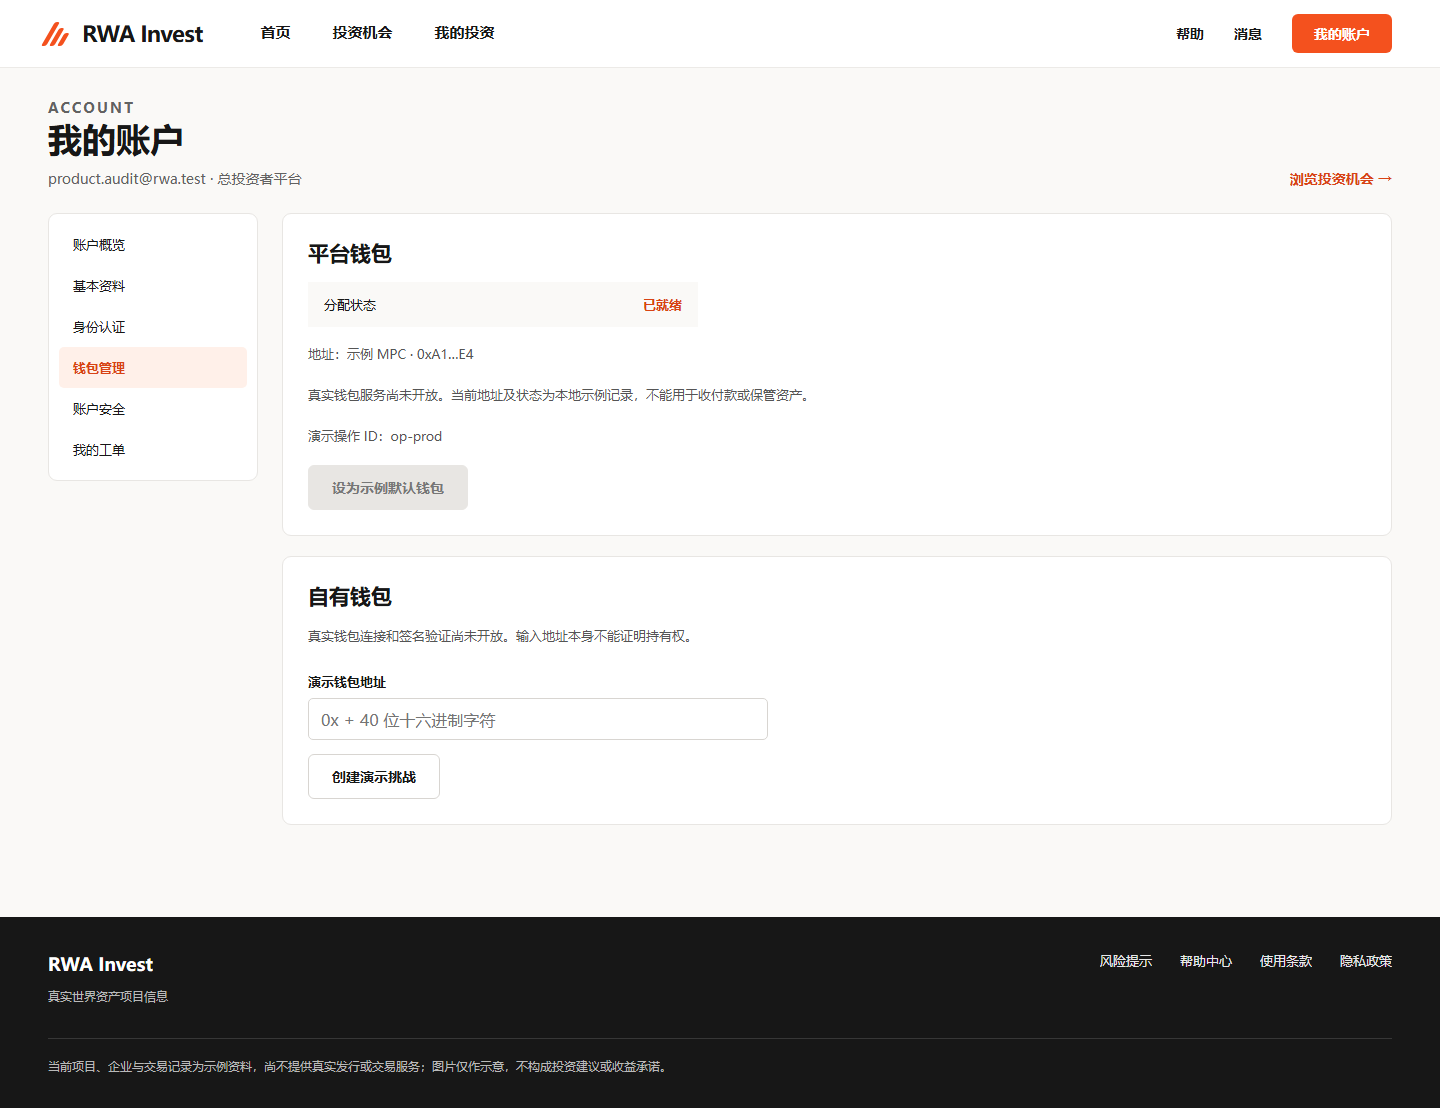 RWA Invest
首页
投资机会
我的投资
帮助
消息
我的账户
ACCOUNT
我的账户
product.audit@rwa.test · 总投资者平台
浏览投资机会 →
账户概览
基本资料
身份认证
钱包管理
账户安全
我的工单
平台钱包
分配状态
已就绪
地址：示例 MPC · 0xA1...E4
真实钱包服务尚未开放。当前地址及状态为本地示例记录，不能用于收付款或保管资产。
演示操作 ID：op-prod
设为示例默认钱包
自有钱包
真实钱包连接和签名验证尚未开放。输入地址本身不能证明持有权。
演示钱包地址
0x + 40 位十六进制字符
创建演示挑战
RWA Invest
真实世界资产项目信息
风险提示
帮助中心
使用条款
隐私政策
当前项目、企业与交易记录为示例资料，尚不提供真实发行或交易服务；图片仅作示意，不构成投资建议或收益承诺。